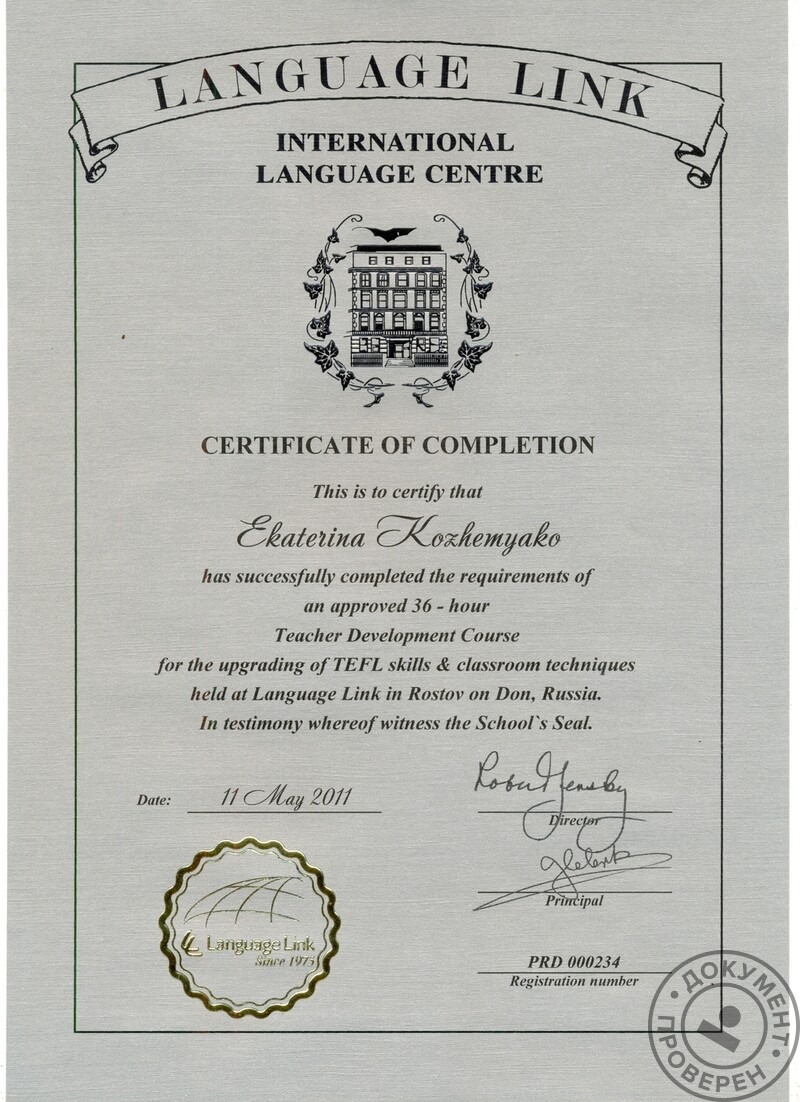 LANGUAGE LINK
INTERNATIONAL
LANGUAGE CENTRE
CERTIFICATE OF COMPLETION
This is to certify that
Ekaterina Kozhemyako
has successfully completed the requirements of
an approved 36 - hour
Teacher Development Course
for the upgrading of TEFL skills & classroom techniques
held at Language Link in Rostov on Don, Russia.
In testimony whereof witness the School`s Seal.
Date: 11 May 2011
Director
Principal
Language Link
Since 1975
PRD 000234
Registration number
ДОКУМЕНТ
ПРОВЕРЕН